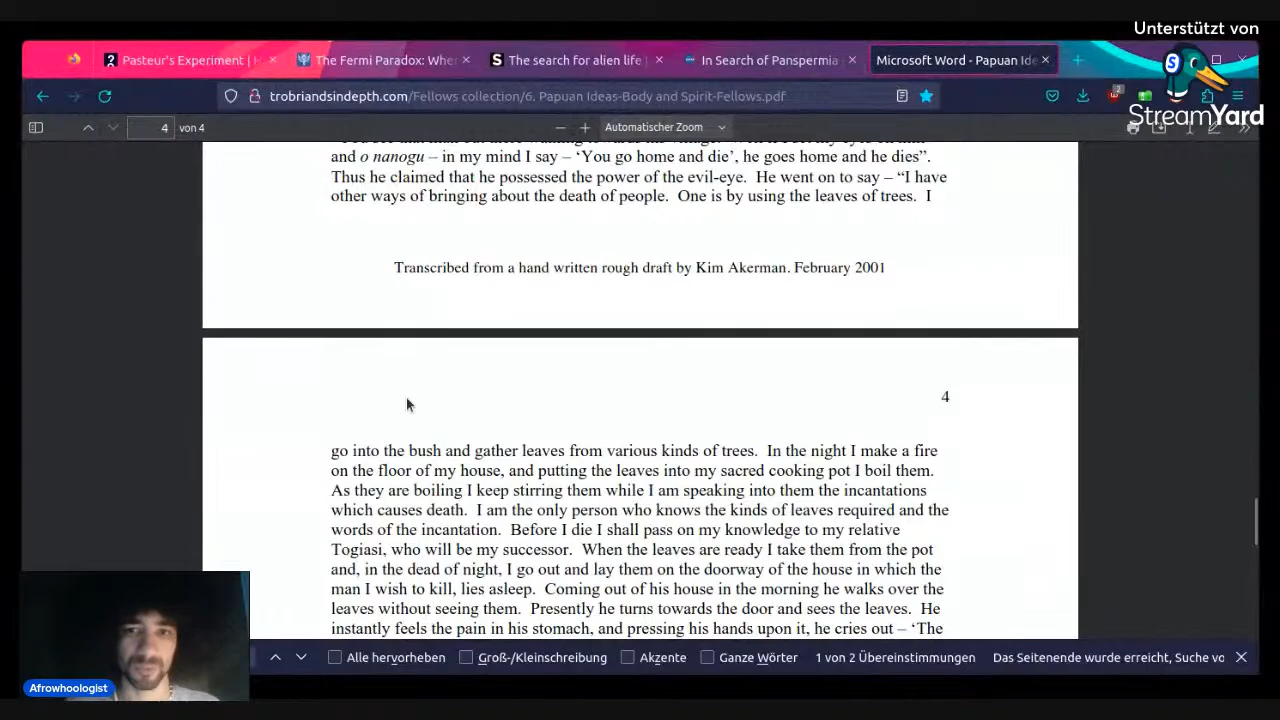 Unterstützt von
Pasteur's Experiment |
The Fermi Paradox: Wher
The search for alien life |
In Search of Panspermia
Microsoft Word - Papuan Ide
StreamYard
trobriandsindepth.com/Fellows collection/6. Papuan Ideas-Body and Spirit-Fellows.pdf
4 von 4
Automatischer Zoom
and o nanogu – in my mind I say – ‘You go home and die’, he goes home and he dies”.
Thus he claimed that he possessed the power of the evil-eye. He went on to say – “I have
other ways of bringing about the death of people. One is by using the leaves of trees. I
Transcribed from a hand written rough draft by Kim Akerman. February 2001
4
go into the bush and gather leaves from various kinds of trees. In the night I make a fire
on the floor of my house, and putting the leaves into my sacred cooking pot I boil them.
As they are boiling I keep stirring them while I am speaking into them the incantations
which causes death. I am the only person who knows the kinds of leaves required and the
words of the incantation. Before I die I shall pass on my knowledge to my relative
Togiasi, who will be my successor. When the leaves are ready I take them from the pot
and, in the dead of night, I go out and lay them on the doorway of the house in which the
man I wish to kill, lies asleep. Coming out of his house in the morning he walks over the
leaves without seeing them. Presently he turns towards the door and sees the leaves. He
instantly feels the pain in his stomach, and pressing his hands upon it, he cries out – ‘The
Alle hervorheben Groß-/Kleinschreibung Akzente Ganze Wörter 1 von 2 Übereinstimmungen Das Seitenende wurde erreicht, Suche vo
Afrowhoologist